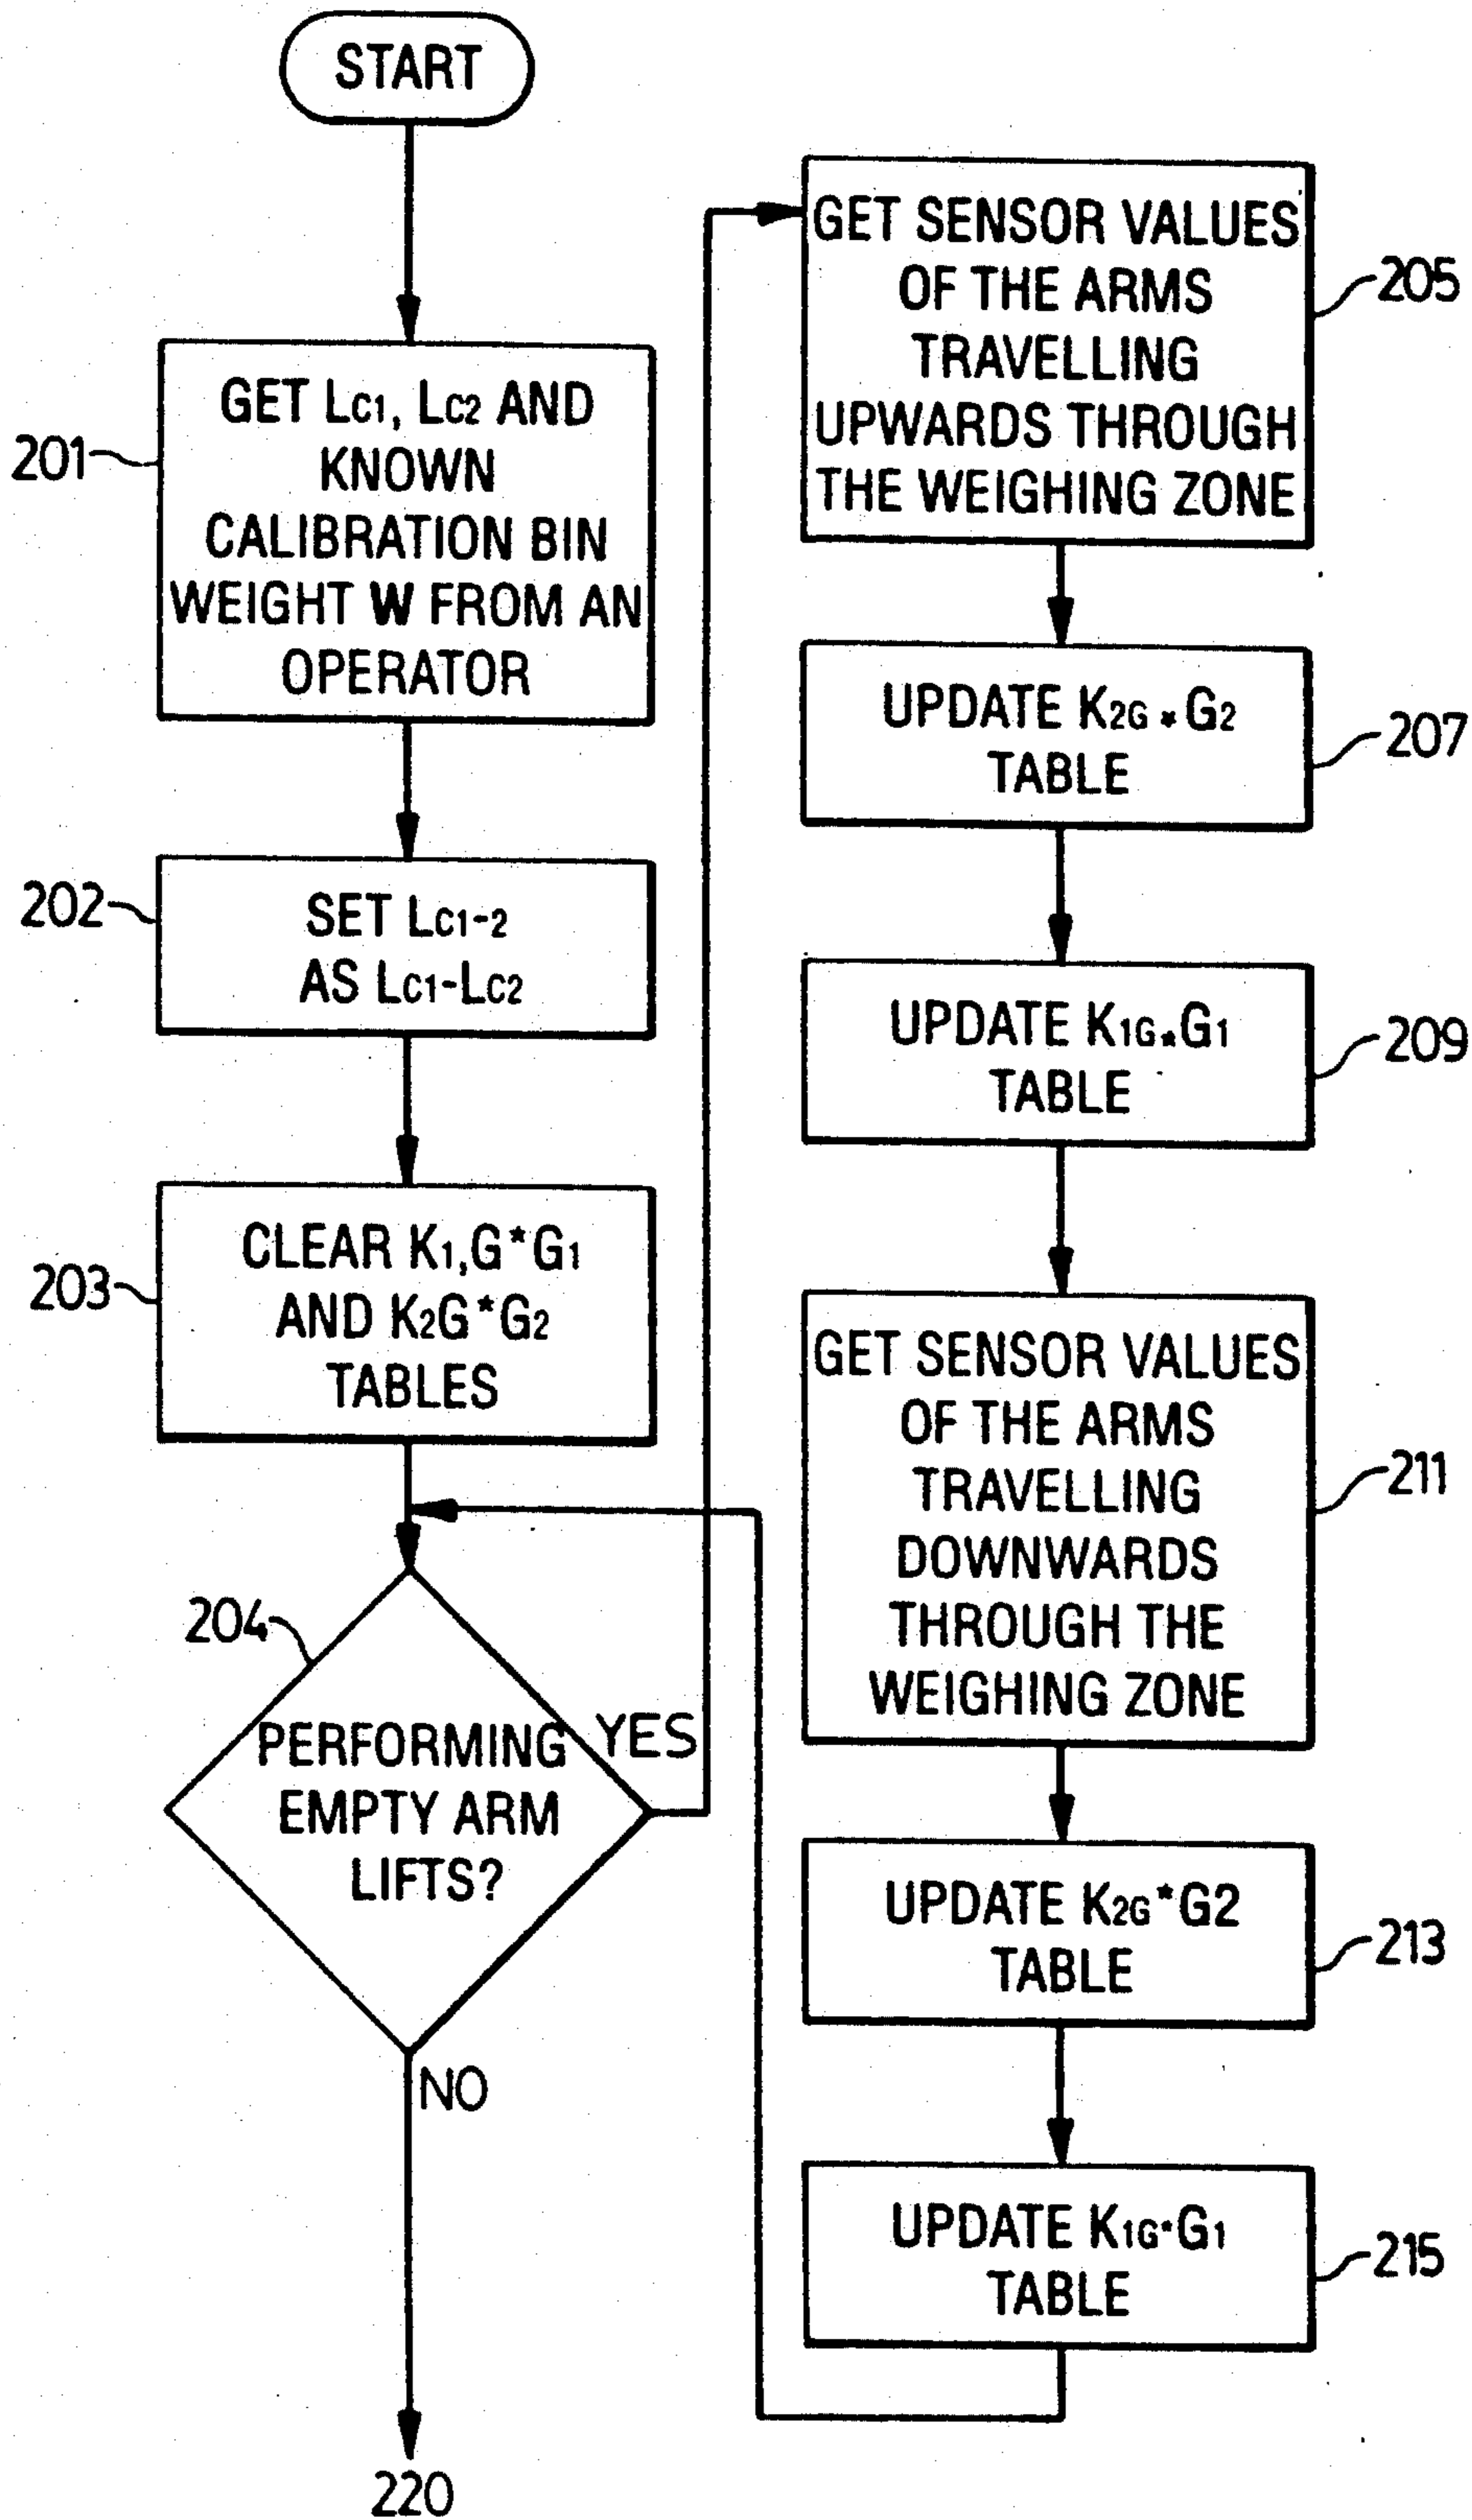 START
GET LC1, LC2 AND
KNOWN
CALIBRATION BIN
WEIGHT W FROM AN
OPERATOR
201
SET LC1-2
AS LC1-LC2
202
CLEAR K1,G*G1
AND K2G*G2
TABLES
203
204
PERFORMING
EMPTY ARM
LIFTS?
YES
NO
220
GET SENSOR VALUES
OF THE ARMS
TRAVELLING
UPWARDS THROUGH
THE WEIGHING ZONE
205
UPDATE K2G*G2
TABLE
207
UPDATE K1G*G1
TABLE
209
GET SENSOR VALUES
OF THE ARMS
TRAVELLING
DOWNWARDS
THROUGH THE
WEIGHING ZONE
211
UPDATE K2G*G2
TABLE
213
UPDATE K1G*G1
TABLE
215